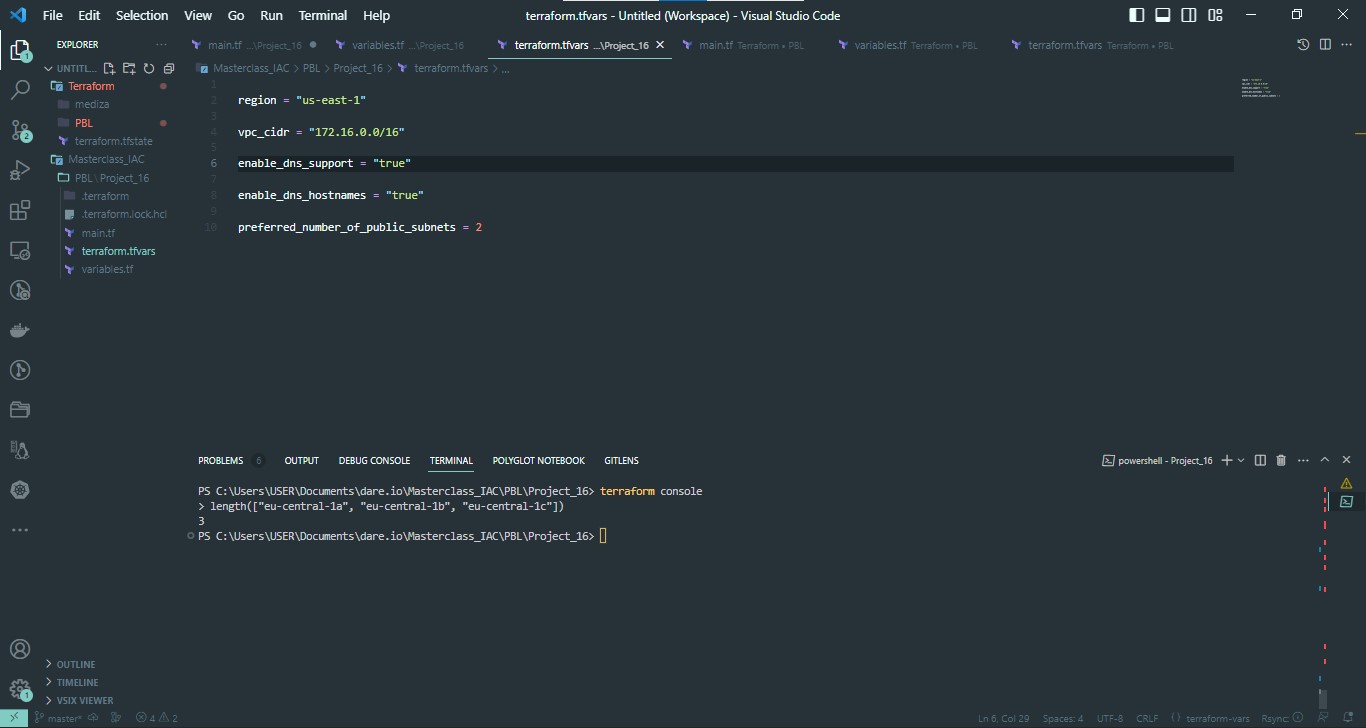 File Edit Selection View Go Run Terminal Help
terraform.tfvars - Untitled (Workspace) - Visual Studio Code
EXPLORER
main.tf ...\Project_16
variables.tf ...\Project_16
terraform.tfvars ...\Project_16
main.tf Terraform • PBL
variables.tf Terraform • PBL
terraform.tfvars Terraform • PBL
UNTITL...
Masterclass_IAC > PBL > Project_16 > terraform.tfvars > ...
Terraform
mediza
PBL
terraform.tfstate
Masterclass_IAC
PBL \ Project_16
.terraform
.terraform.lock.hcl
main.tf
terraform.tfvars
variables.tf
1
2 region = "us-east-1"
3
4 vpc_cidr = "172.16.0.0/16"
5
6 enable_dns_support = "true"
7
8 enable_dns_hostnames = "true"
9
10 preferred_number_of_public_subnets = 2
PROBLEMS 6 OUTPUT DEBUG CONSOLE TERMINAL POLYGLOT NOTEBOOK GITLENS
powershell - Project_16
PS C:\Users\USER\Documents\dare.io\Masterclass_IAC\PBL\Project_16> terraform console
> length(["eu-central-1a", "eu-central-1b", "eu-central-1c"])
3
PS C:\Users\USER\Documents\dare.io\Masterclass_IAC\PBL\Project_16>
1
2
1
OUTLINE
TIMELINE
VSIX VIEWER
master* 4 2
Ln 6, Col 29 Spaces: 4 UTF-8 CRLF terraform-vars Rsync: